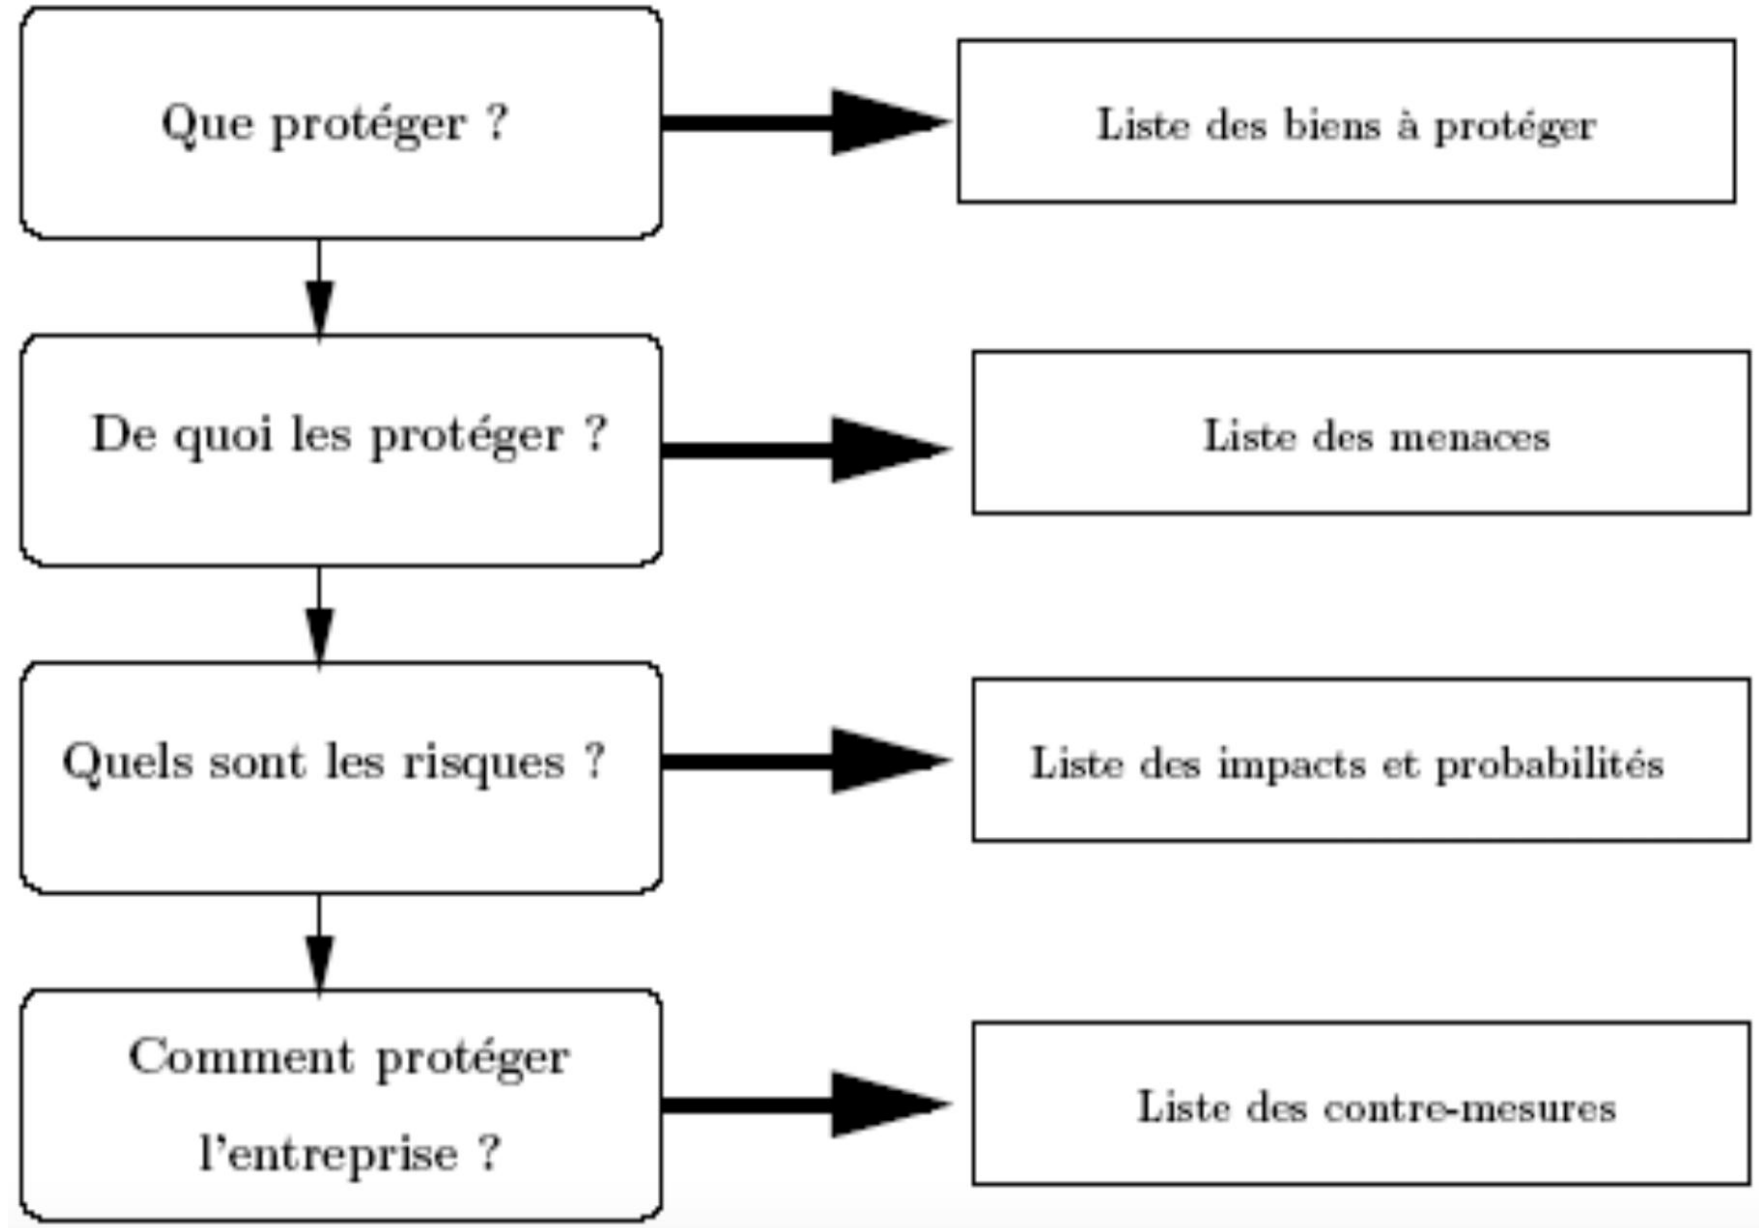 Que protéger ?
Liste des biens à protéger
De quoi les protéger ?
Liste des menaces
Quels sont les risques ?
Liste des impacts et probabilités
Comment protéger
l'entreprise ?
Liste des contre-mesures